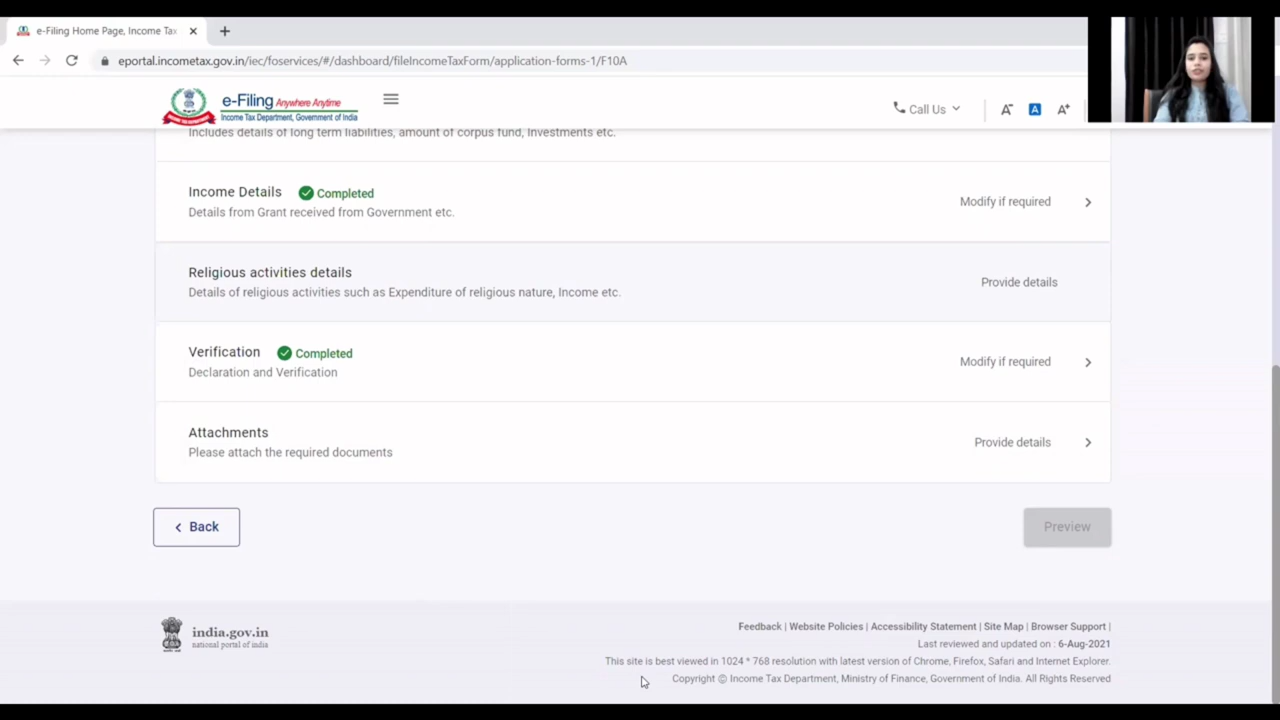 e-Filing Home Page, Income Tax
eportal.incometax.gov.in/iec/foservices/#/dashboard/fileIncomeTaxForm/application-forms-1/F10A
e-Filing Anywhere Anytime
Income Tax Department, Government of India
Call Us
A-
A
A+
Includes details of long term liabilities, amount of corpus fund, Investments etc.
Income Details Completed
Details from Grant received from Government etc.
Modify if required
Religious activities details
Details of religious activities such as Expenditure of religious nature, Income etc.
Provide details
Verification Completed
Declaration and Verification
Modify if required
Attachments
Please attach the required documents
Provide details
Back
Preview
india.gov.in
national portal of india
Feedback | Website Policies | Accessibility Statement | Site Map | Browser Support |
Last reviewed and updated on : 6-Aug-2021
This site is best viewed in 1024 * 768 resolution with latest version of Chrome, Firefox, Safari and Internet Explorer.
Copyright © Income Tax Department, Ministry of Finance, Government of India. All Rights Reserved